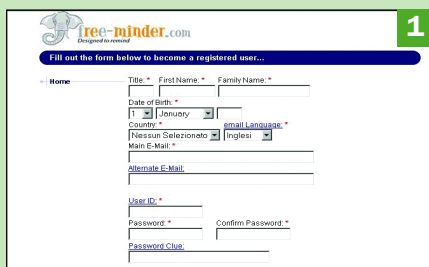 free-minder.com
Designed to remind
1
Fill out the form below to become a registered user...
Home
Title: * First Name: * Family Name: *
Date of Birth: *
1 January
Country: * email Language: *
Nessun Selezionato Inglesi
Main E-Mail: *
Alternate E-Mail:
User ID: *
Password: * Confirm Password: *
Password Clue: